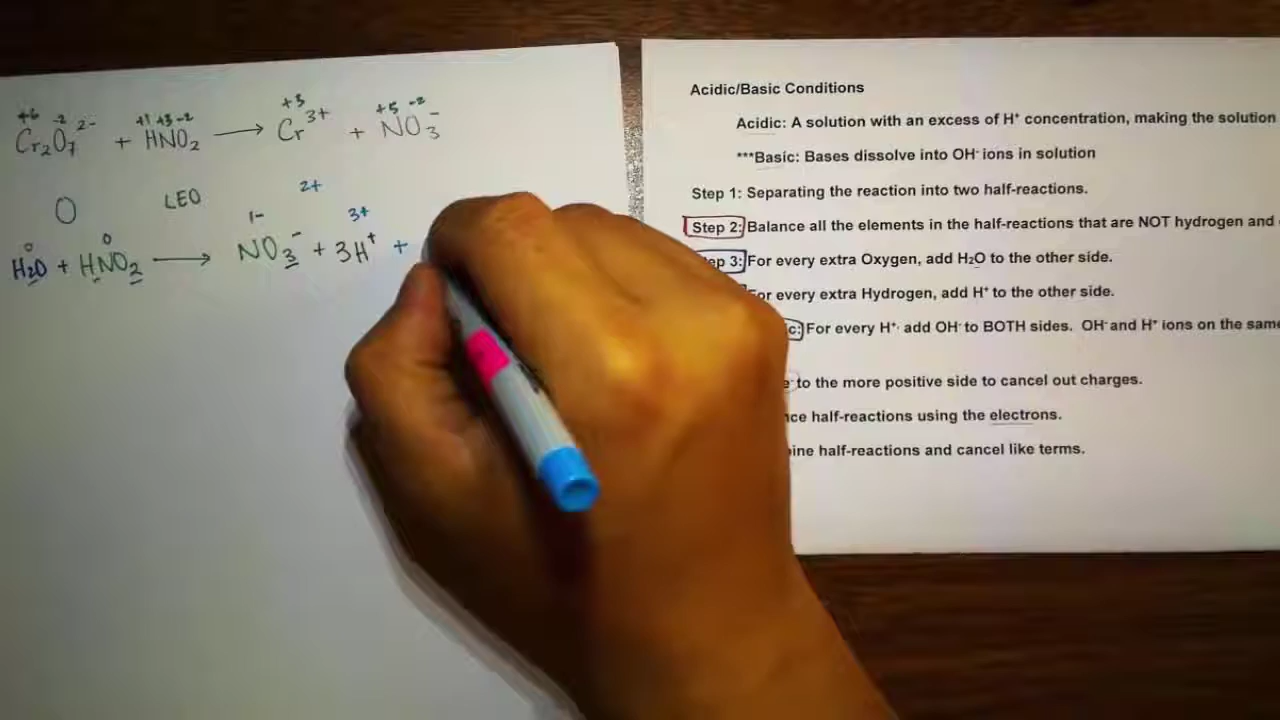 +6 -2 +1 +3 -2 +3 +5 -2
Cr₂O₇²⁻ + HNO₂ ⟶ Cr³⁺ + NO₃⁻
0 LEO 2+
0 0 1- 3+
H₂O + HNO₂ ⟶ NO₃⁻ + 3H⁺ +
Acidic/Basic Conditions
Acidic: A solution with an excess of H⁺ concentration, making the solution
***Basic: Bases dissolve into OH⁻ ions in solution
Step 1: Separating the reaction into two half-reactions.
Step 2: Balance all the elements in the half-reactions that are NOT hydrogen and
ep 3: For every extra Oxygen, add H₂O to the other side.
For every extra Hydrogen, add H⁺ to the other side.
c: For every H⁺, add OH⁻ to BOTH sides. OH⁻ and H⁺ ions on the same
e⁻ to the more positive side to cancel out charges.
nce half-reactions using the electrons.
ine half-reactions and cancel like terms.